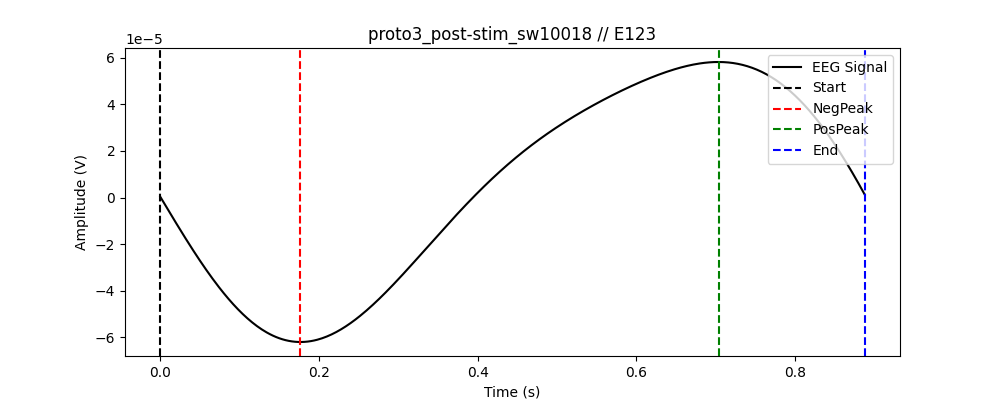 proto3_post-stim_sw10018 // E123
1e−5
6
4
2
0
−2
−4
−6
Amplitude (V)
0.0 0.2 0.4 0.6 0.8
Time (s)
EEG Signal
Start
NegPeak
PosPeak
End